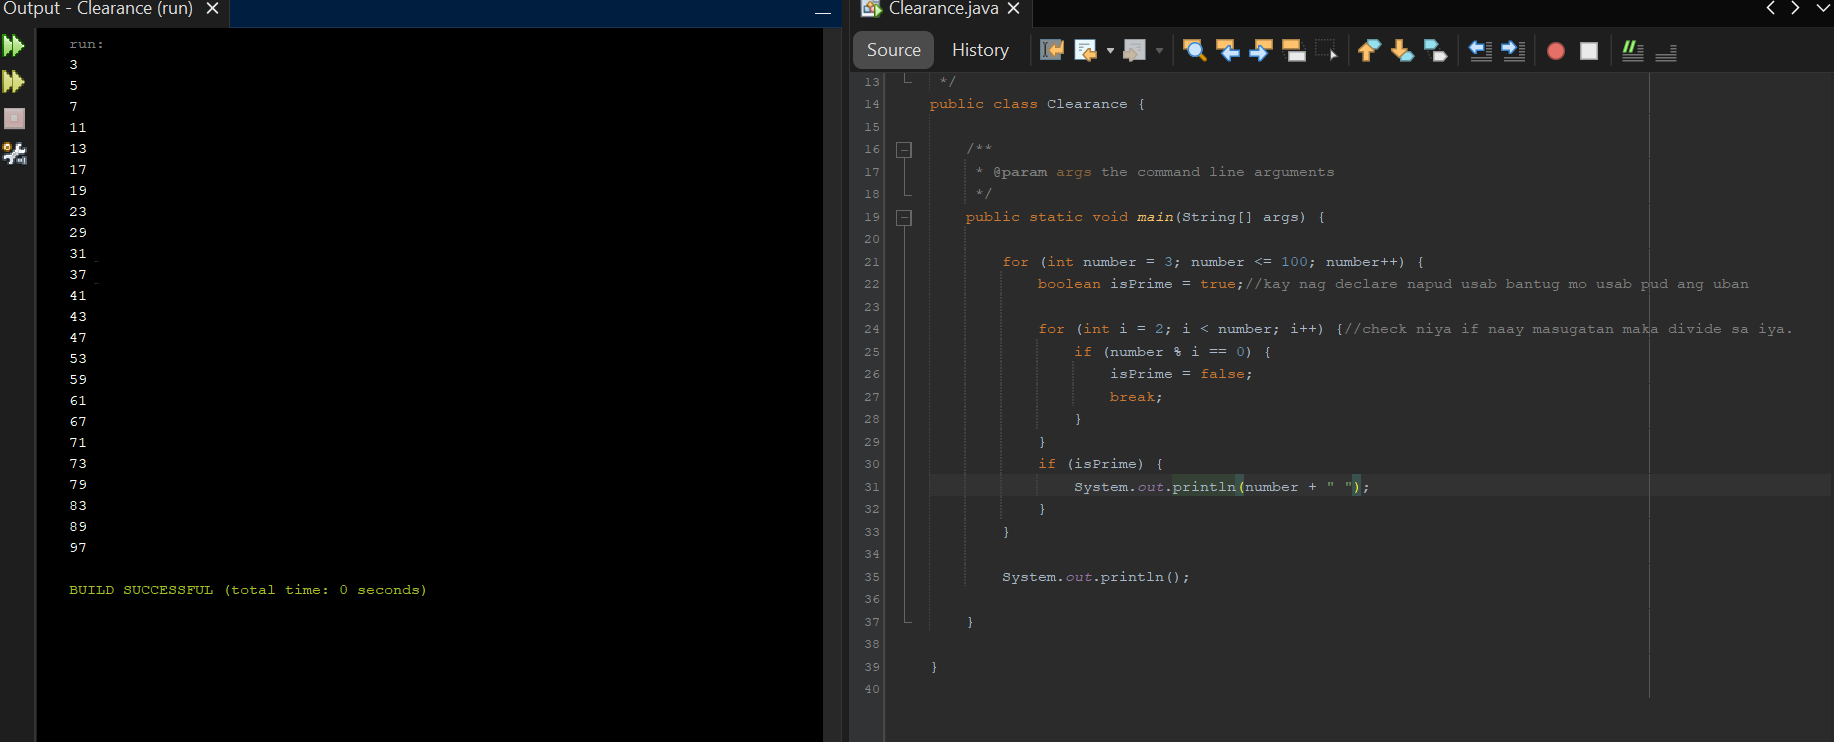 Output - Clearance (run)
run:
3
5
7
11
13
17
19
23
29
31
37
41
43
47
53
59
61
67
71
73
79
83
89
97
BUILD SUCCESSFUL (total time: 0 seconds)
Clearance.java
Source History
13 */
14 public class Clearance {
15
16 /**
17 * @param args the command line arguments
18 */
19 public static void main(String[] args) {
20
21 for (int number = 3; number <= 100; number++) {
22 boolean isPrime = true;//kay nag declare napud usab bantug mo usab pud ang uban
23
24 for (int i = 2; i < number; i++) {//check niya if naay masugatan maka divide sa iya.
25 if (number % i == 0) {
26 isPrime = false;
27 break;
28 }
29 }
30 if (isPrime) {
31 System.out.println(number + " ");
32 }
33 }
34
35 System.out.println();
36
37 }
38
39 }
40